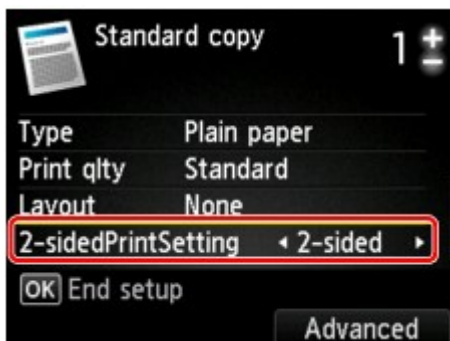 Standard copy 1
Type Plain paper
Print qlty Standard
Layout None
2-sidedPrintSetting 2-sided
OK End setup
Advanced